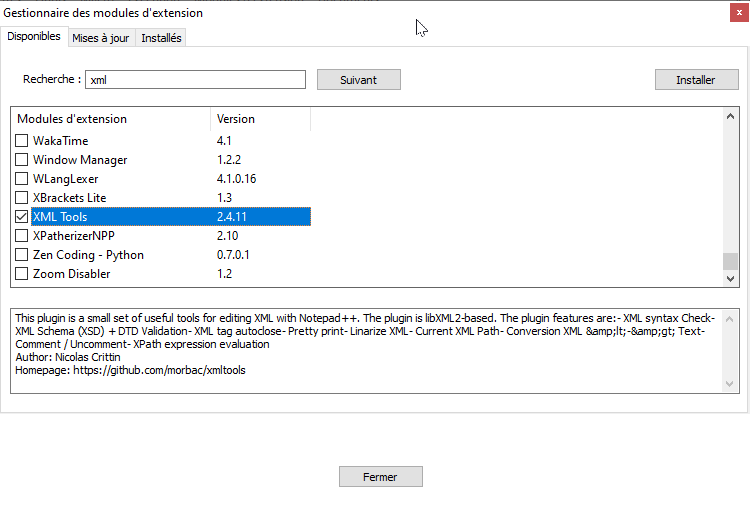 Gestionnaire des modules d'extension
x
Disponibles Mises à jour Installés
Recherche : xml Suivant Installer
Modules d'extension Version
WakaTime 4.1
Window Manager 1.2.2
WLangLexer 4.1.0.16
XBrackets Lite 1.3
XML Tools 2.4.11
XPatherizerNPP 2.10
Zen Coding - Python 0.7.0.1
Zoom Disabler 1.2
This plugin is a small set of useful tools for editing XML with Notepad++. The plugin is libXML2-based. The plugin features are:- XML syntax Check-
XML Schema (XSD) + DTD Validation- XML tag autoclose- Pretty print- Linarize XML- Current XML Path- Conversion XML &amp;lt;-&amp;gt; Text-
Comment / Uncomment- XPath expression evaluation
Author: Nicolas Crittin
Homepage: https://github.com/morbac/xmltools
Fermer